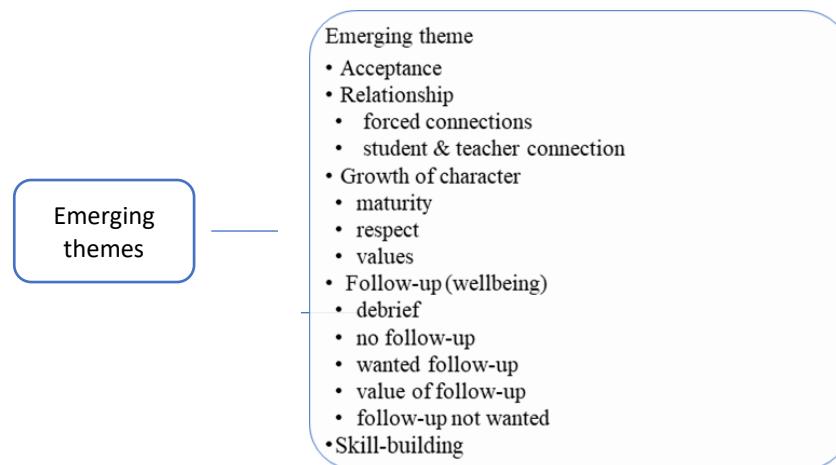 Emerging
themes
Emerging theme
• Acceptance
• Relationship
• forced connections
• student & teacher connection
• Growth of character
• maturity
• respect
• values
• Follow-up (wellbeing)
• debrief
• no follow-up
• wanted follow-up
• value of follow-up
• follow-up not wanted
•Skill-building